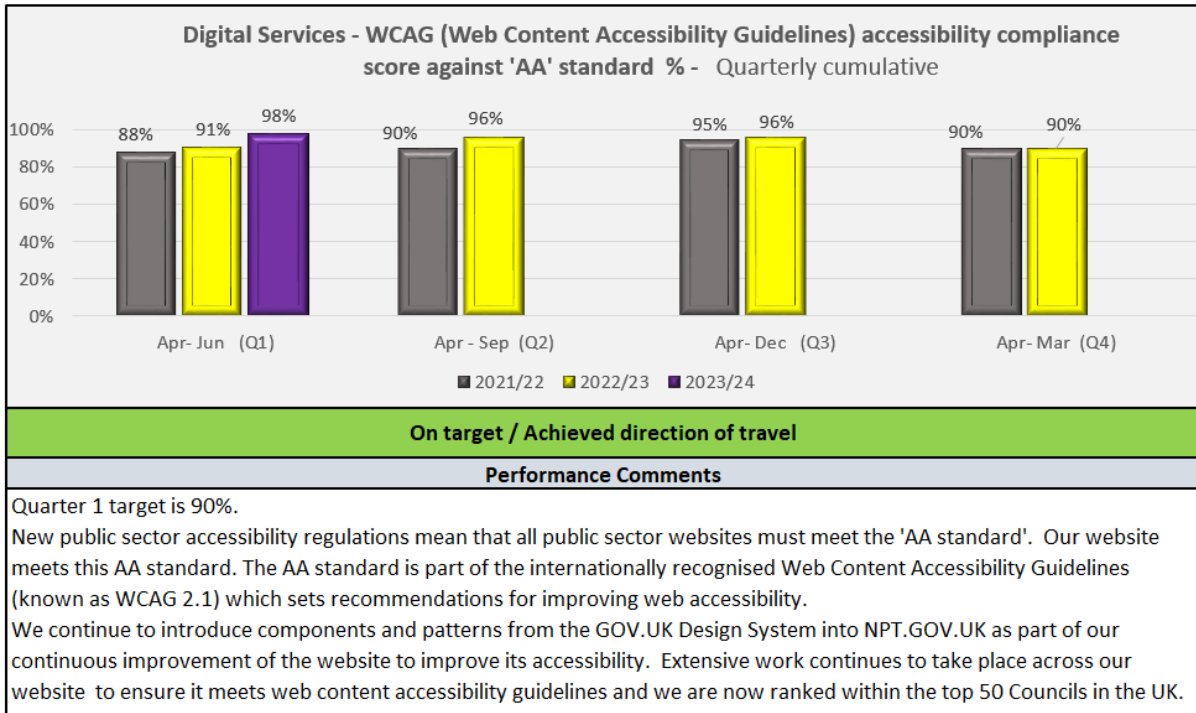 Digital Services - WCAG (Web Content Accessibility Guidelines) accessibility compliance
score against 'AA' standard % - Quarterly cumulative
100%
80%
60%
40%
20%
0%
88%
91%
98%
90%
96%
95%
96%
90%
90%
Apr- Jun (Q1)
Apr - Sep (Q2)
Apr- Dec (Q3)
Apr- Mar (Q4)
2021/22 2022/23 2023/24
On target / Achieved direction of travel
Performance Comments
Quarter 1 target is 90%.
New public sector accessibility regulations mean that all public sector websites must meet the 'AA standard'. Our website
meets this AA standard. The AA standard is part of the internationally recognised Web Content Accessibility Guidelines
(known as WCAG 2.1) which sets recommendations for improving web accessibility.
We continue to introduce components and patterns from the GOV.UK Design System into NPT.GOV.UK as part of our
continuous improvement of the website to improve its accessibility. Extensive work continues to take place across our
website to ensure it meets web content accessibility guidelines and we are now ranked within the top 50 Councils in the UK.